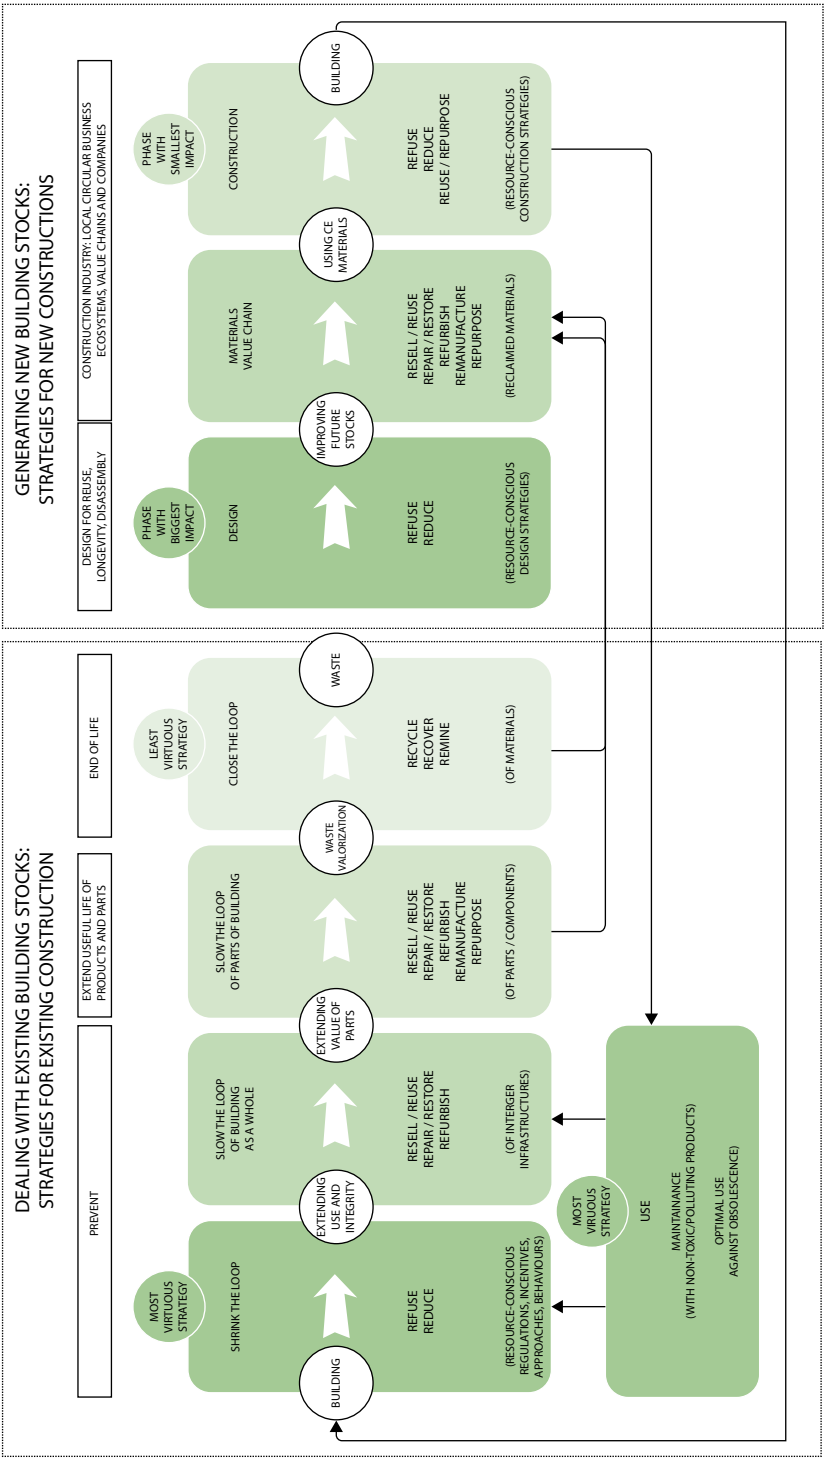 DEALING WITH EXISTING BUILDING STOCKS:
STRATEGIES FOR EXISTING CONSTRUCTION
PREVENT
EXTEND USEFUL LIFE OF
PRODUCTS AND PARTS
END OF LIFE
MOST
VIRTUOUS
STRATEGY
SHRINK THE LOOP
BUILDING
REFUSE
REDUCE
(RESOURCE-CONSCIOUS
REGULATIONS, INCENTIVES,
APPROACHES, BEHAVIOURS)
EXTENDING
USE AND
INTEGRITY
SLOW THE LOOP
OF BUILDING
AS A WHOLE
RESELL / REUSE
REPAIR / RESTORE
REFURBISH
(OF INTERGER
INFRASTRUCTURES)
EXTENDING
VALUE OF
PARTS
SLOW THE LOOP
OF PARTS OF BUILDING
RESELL / REUSE
REPAIR / RESTORE
REFURBISH
REMANUFACTURE
REPURPOSE
(OF PARTS / COMPONENTS)
WASTE
VALORIZATION
LEAST
VIRTUOUS
STRATEGY
CLOSE THE LOOP
RECYCLE
RECOVER
REMINE
(OF MATERIALS)
WASTE
MOST
VIRUOUS
STRATEGY
USE
MAINTAINANCE
(WITH NON-TOXIC/POLLUTING PRODUCTS)
OPTIMAL USE
AGAINST OBSOLESCENCE)
GENERATING NEW BUILDING STOCKS:
STRATEGIES FOR NEW CONSTRUCTIONS
DESIGN FOR REUSE,
LONGEVITY, DISASSEMBLY
CONSTRUCTION INDUSTRY: LOCAL CIRCULAR BUSINESS
ECOSYSTEMS, VALUE CHAINS AND COMPANIES
PHASE
WITH
BIGGEST
IMPACT
DESIGN
REFUSE
REDUCE
(RESOURCE-CONSCIOUS
DESIGN STRATEGIES)
IMPROVING
FUTURE
STOCKS
MATERIALS
VALUE CHAIN
RESELL / REUSE
REPAIR / RESTORE
REFURBISH
REMANUFACTURE
REPURPOSE
(RECLAIMED MATERIALS)
USING CE
MATERIALS
PHASE
WITH
SMALLEST
IMPACT
CONSTRUCTION
REFUSE
REDUCE
REUSE / REPURPOSE
(RESOURCE-CONSCIOUS
CONSTRUCTION STRATEGIES)
BUILDING